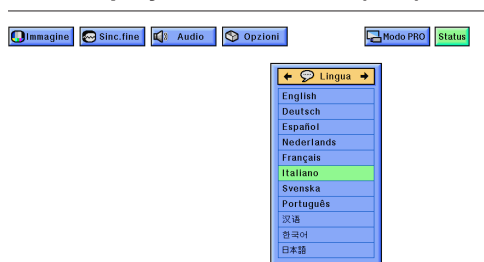 Immagine Sinc.fine Audio Opzioni Modo PRO Status
Lingua
English
Deutsch
Español
Nederlands
Français
Italiano
Svenska
Português
汉语
한국어
日本語